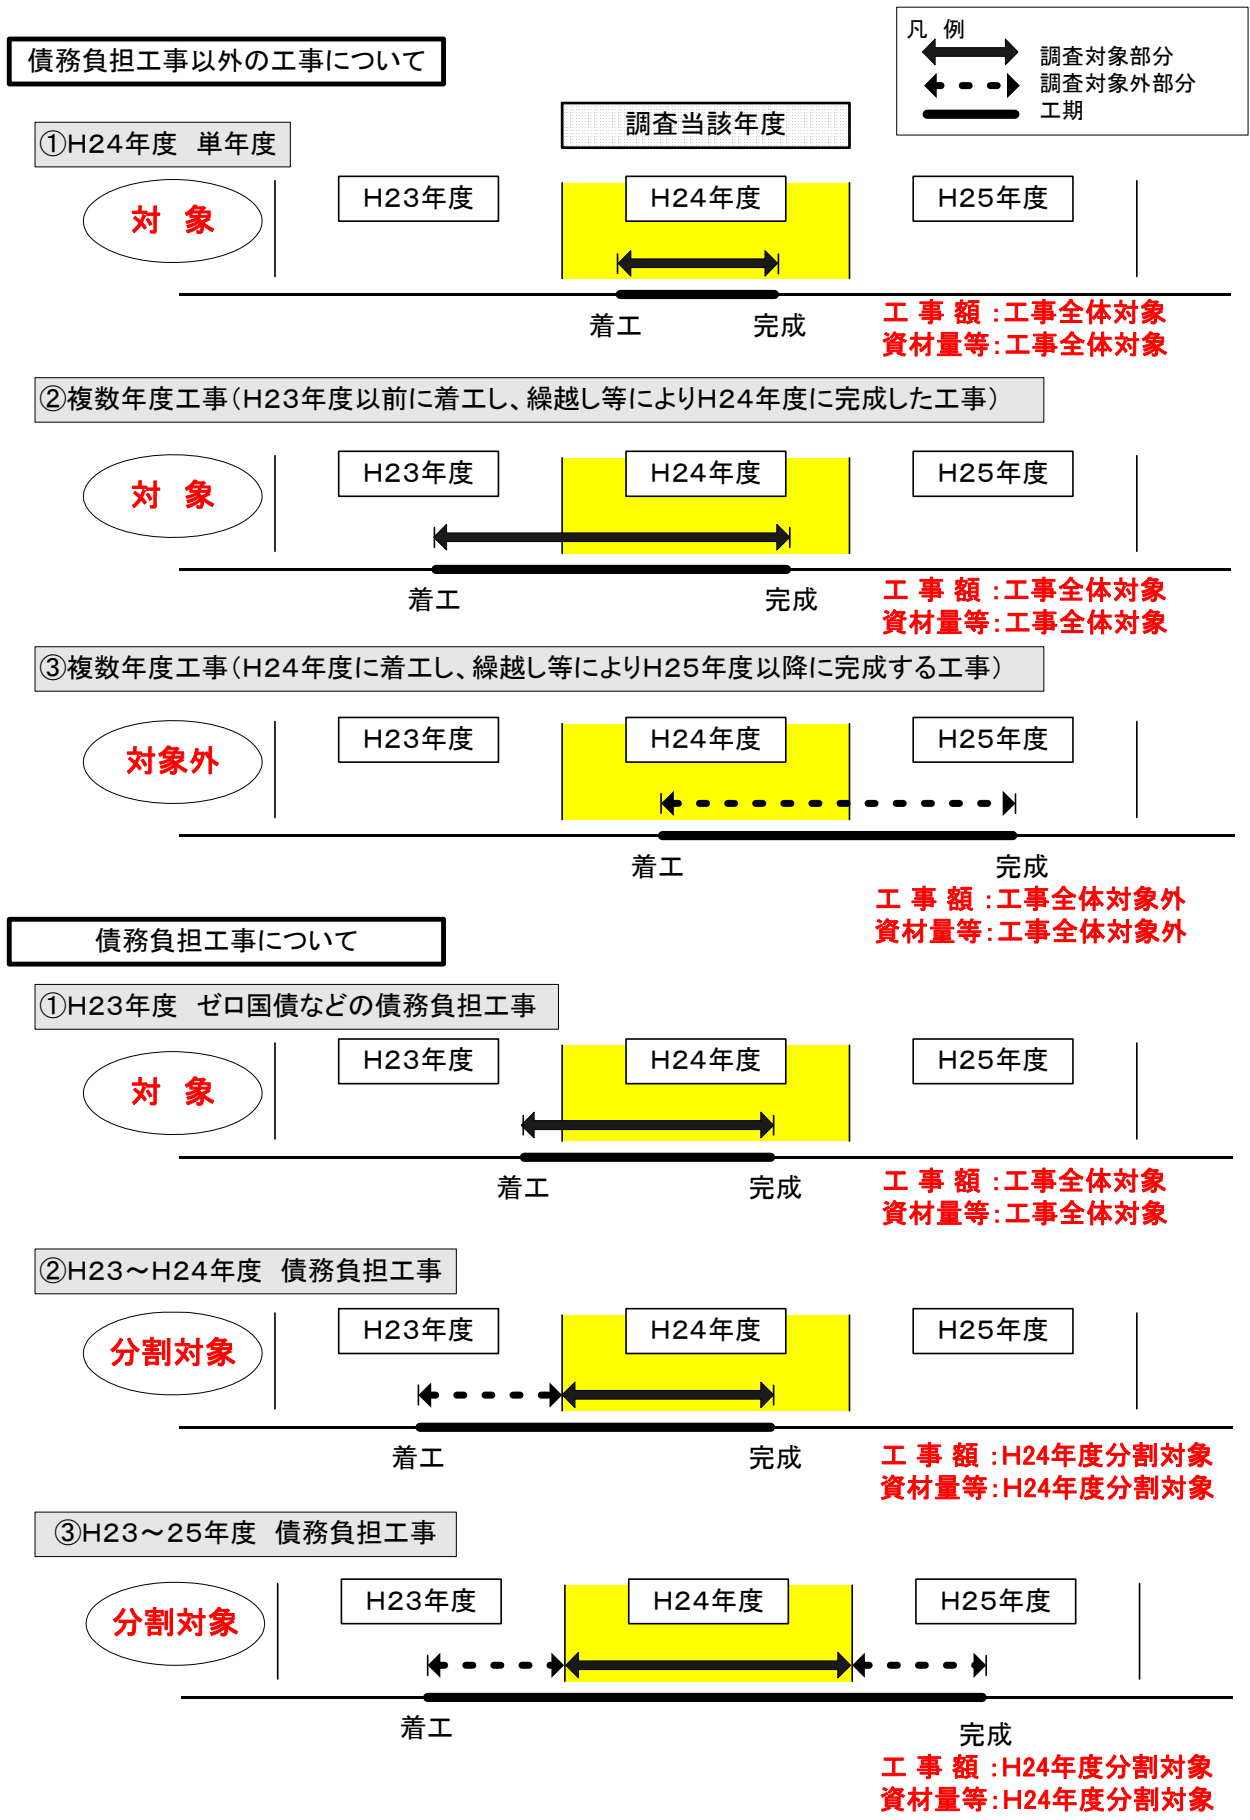 凡 例
調査対象部分
調査対象外部分
工期
債務負担工事以外の工事について
調査当該年度
①H24年度 単年度
対 象
H23年度
H24年度
H25年度
着工
完成
工 事 額 :工事全体対象
資材量等:工事全体対象
②複数年度工事(H23年度以前に着工し、繰越し等によりH24年度に完成した工事)
対 象
H23年度
H24年度
H25年度
着工
完成
工 事 額 :工事全体対象
資材量等:工事全体対象
③複数年度工事(H24年度に着工し、繰越し等によりH25年度以降に完成する工事)
対象外
H23年度
H24年度
H25年度
着工
完成
工 事 額 :工事全体対象外
資材量等:工事全体対象外
債務負担工事について
①H23年度 ゼロ国債などの債務負担工事
対 象
H23年度
H24年度
H25年度
着工
完成
工 事 額 :工事全体対象
資材量等:工事全体対象
②H23～H24年度 債務負担工事
分割対象
H23年度
H24年度
H25年度
着工
完成
工 事 額 :H24年度分割対象
資材量等:H24年度分割対象
③H23～25年度 債務負担工事
分割対象
H23年度
H24年度
H25年度
着工
完成
工 事 額 :H24年度分割対象
資材量等:H24年度分割対象